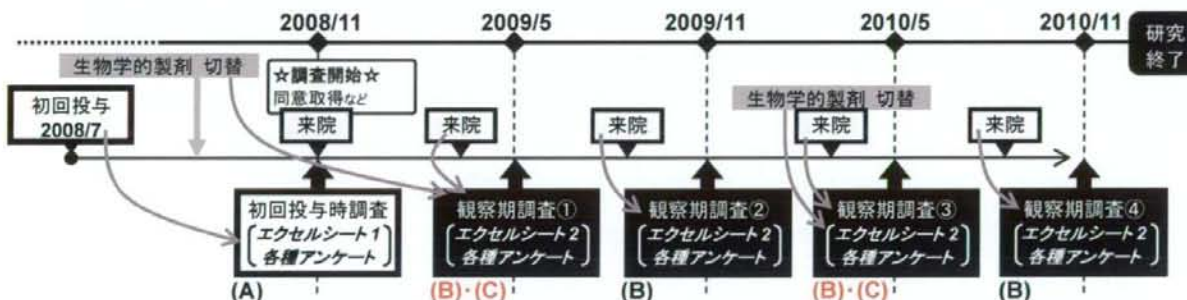 2008/11 2009/5 2009/11 2010/5 2010/11
研究
終了
生物学的製剤 切替
☆調査開始☆
同意取得など
生物学的製剤 切替
初回投与
2008/7
来院 来院 来院 来院 来院
初回投与時調査 観察期調査① 観察期調査② 観察期調査③ 観察期調査④
エクセルシート1 エクセルシート2 エクセルシート2 エクセルシート2 エクセルシート2
各種アンケート 各種アンケート 各種アンケート 各種アンケート 各種アンケート
(A) (B)・(C) (B) (B)・(C) (B)